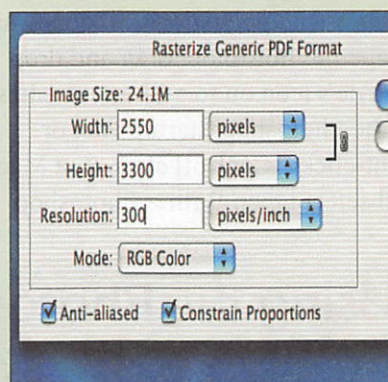 Rasterize Generic PDF Format
Image Size: 24.1M
Width: 2550 pixels
Height: 3300 pixels
Resolution: 300 pixels/inch
Mode: RGB Color
Anti-aliased Constrain Proportions